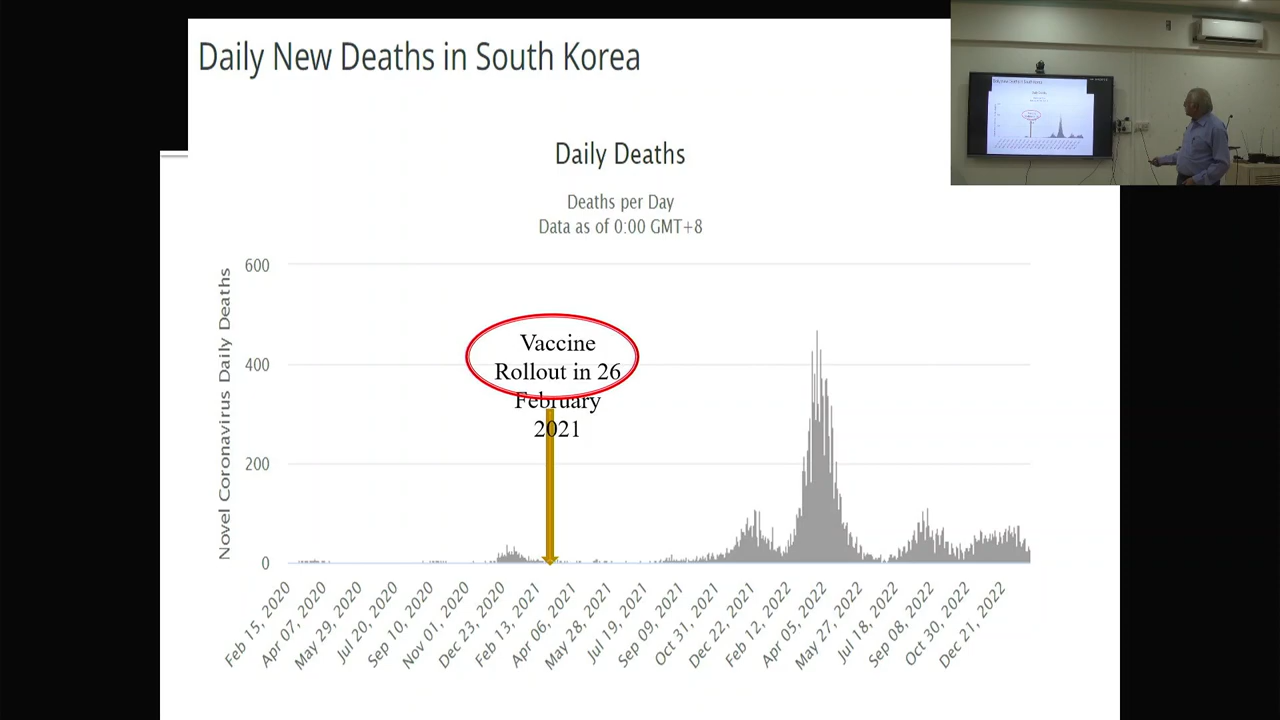 Daily New Deaths in South Korea
Daily Deaths
Deaths per Day
Data as of 0:00 GMT+8
Novel Coronavirus Daily Deaths
600
400
200
0
Vaccine
Rollout in 26
February
2021
Feb 15, 2020
Apr 07, 2020
May 29, 2020
Jul 20, 2020
Sep 10, 2020
Nov 01, 2020
Dec 23, 2020
Feb 13, 2021
Apr 06, 2021
May 28, 2021
Jul 19, 2021
Sep 09, 2021
Oct 31, 2021
Dec 22, 2021
Feb 12, 2022
Apr 05, 2022
May 27, 2022
Jul 18, 2022
Sep 08, 2022
Oct 30, 2022
Dec 21, 2022